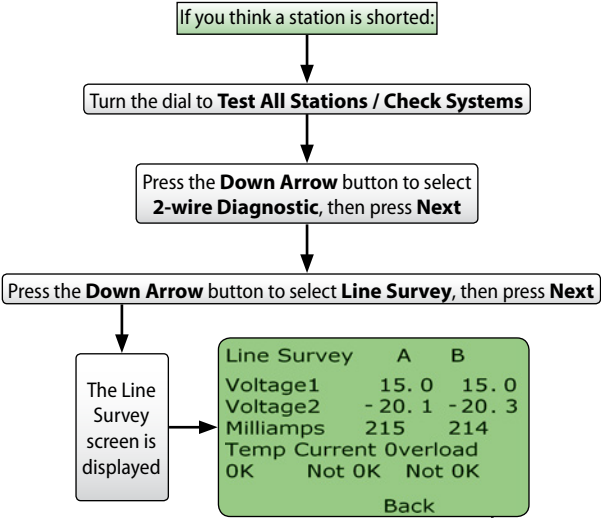 If you think a station is shorted:
Turn the dial to Test All Stations / Check Systems
Press the Down Arrow button to select
2-wire Diagnostic, then press Next
Press the Down Arrow button to select Line Survey, then press Next
The Line
Survey
screen is
displayed
Line Survey A B
Voltage1 15.0 15.0
Voltage2 -20.1 -20.3
Milliamps 215 214
Temp Current Overload
OK Not OK Not OK
Back